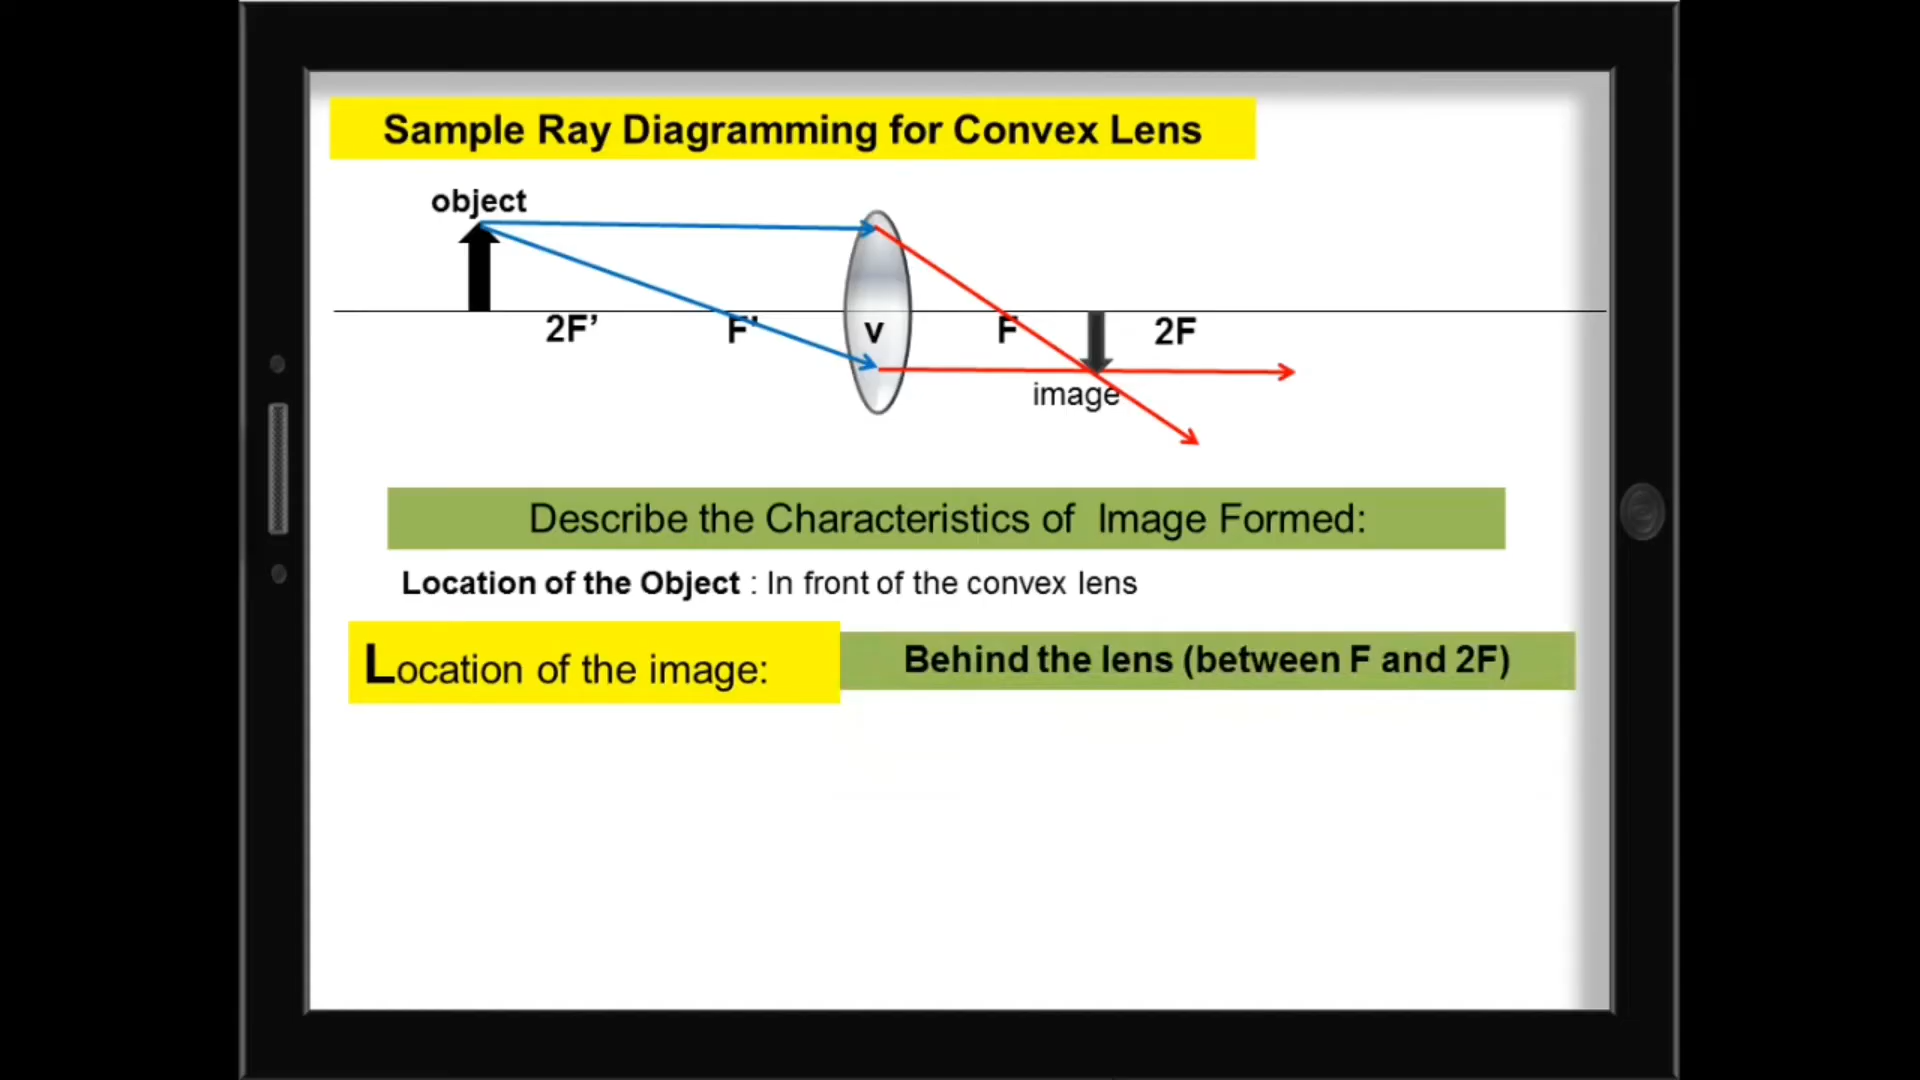 Sample Ray Diagramming for Convex Lens
object
2F’ F' v F 2F
image
Describe the Characteristics of Image Formed:
Location of the Object : In front of the convex lens
Location of the image: Behind the lens (between F and 2F)